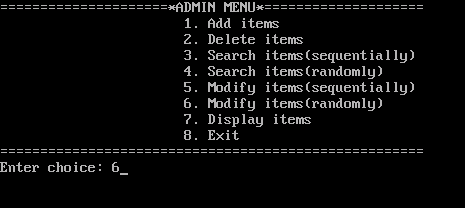 =====================*ADMIN MENU*====================
1. Add items
2. Delete items
3. Search items(sequentially)
4. Search items(randomly)
5. Modify items(sequentially)
6. Modify items(randomly)
7. Display items
8. Exit
=====================================================
Enter choice: 6_